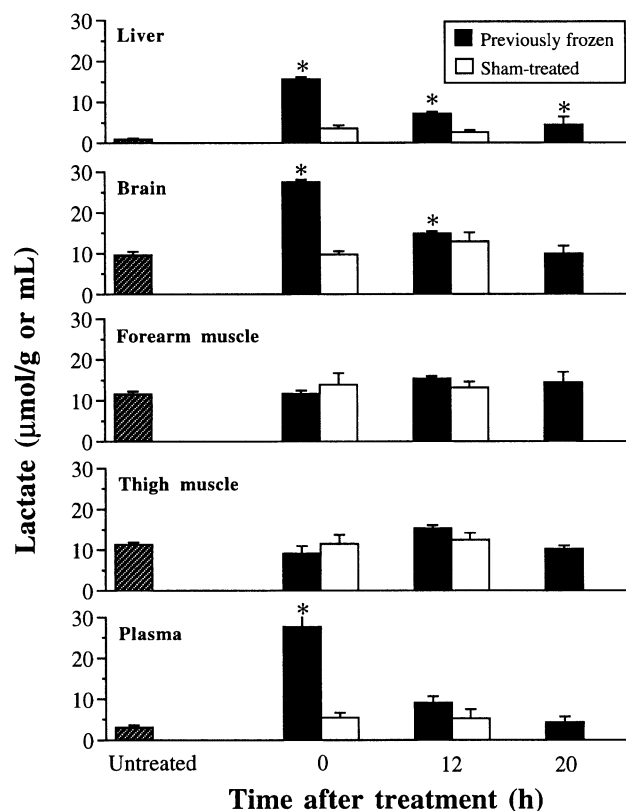 Liver
Previously frozen
Sham-treated
30
20
10
0
*
*
*
Brain
30
20
10
0
*
*
Forearm muscle
30
20
10
0
Thigh muscle
30
20
10
0
Plasma
30
20
10
0
*
Lactate (μmol/g or mL)
Untreated 0 12 20
Time after treatment (h)